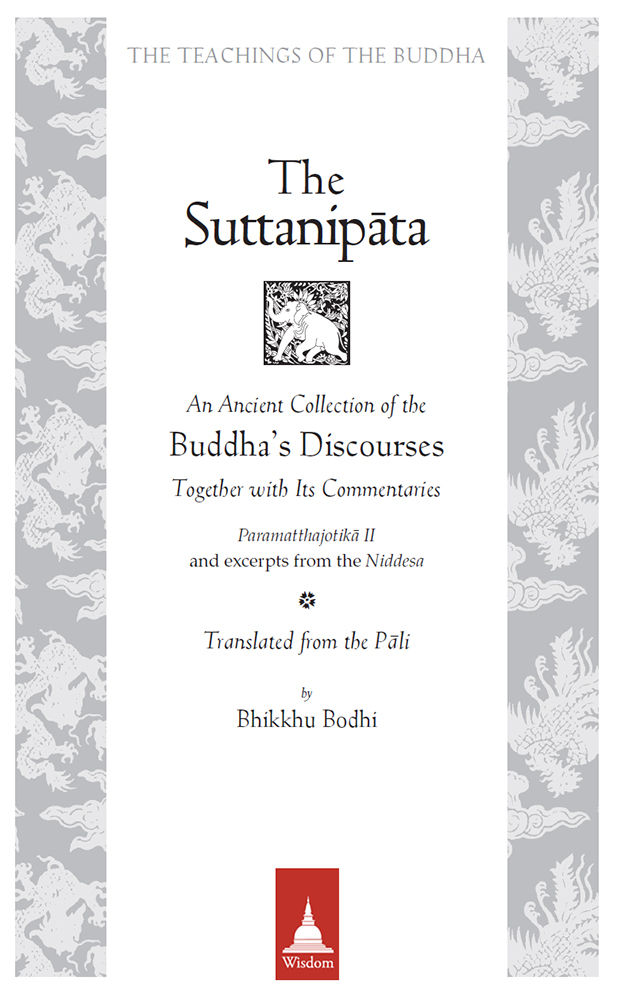 THE TEACHINGS OF THE BUDDHA
The
Suttanipāta
An Ancient Collection of the
Buddha’s Discourses
Together with Its Commentaries
Paramatthajotikā II
and excerpts from the Niddesa
Translated from the Pāli
by
Bhikkhu Bodhi
Wisdom